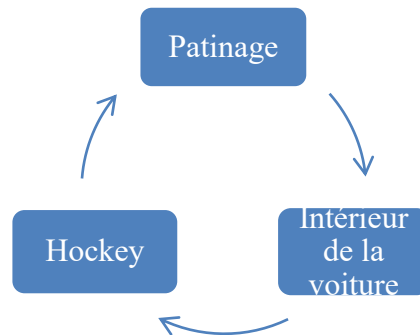 Patinage
Intérieur
de la
voiture
Hockey